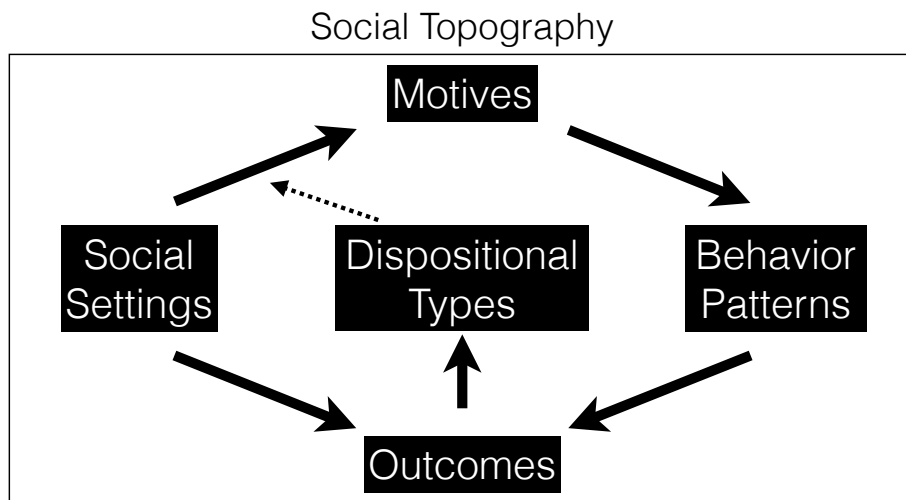 Social Topography
Motives
Social
Settings
Dispositional
Types
Behavior
Patterns
Outcomes